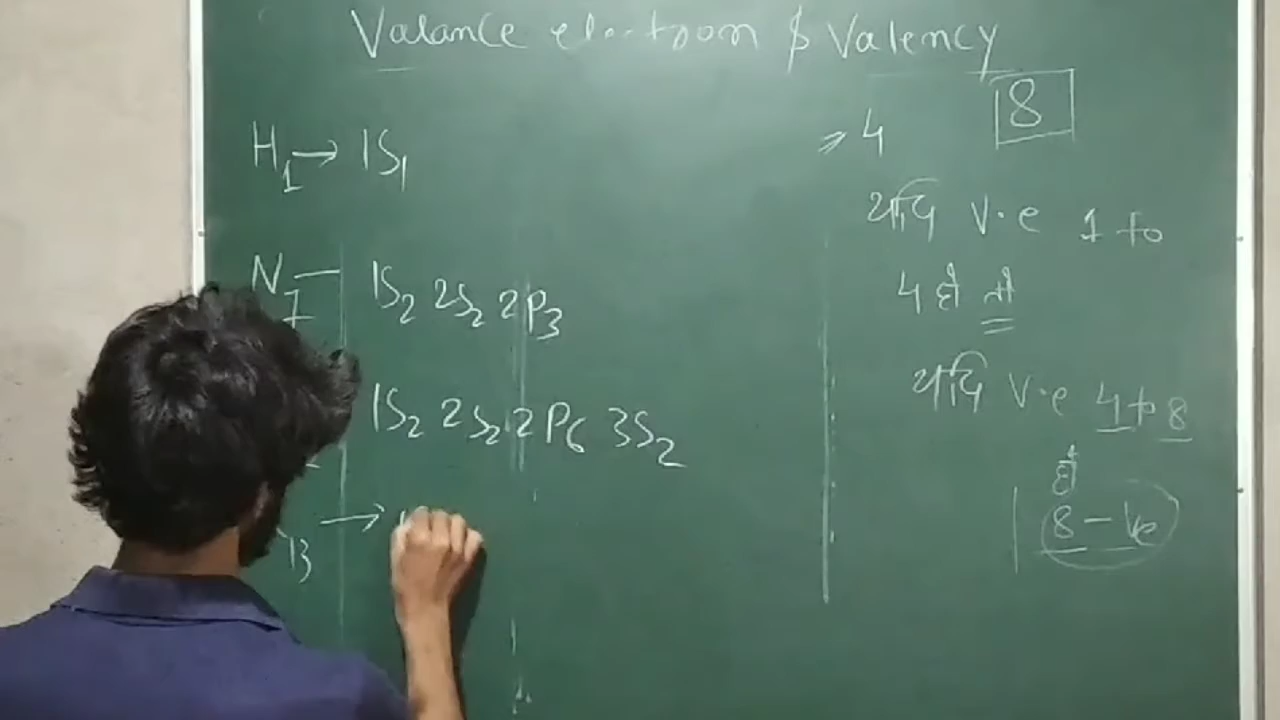 Valance electron $ Valency
H1 → 1S1
N7 – 1S2 2S2 2P3
1S2 2S2 2P6 3S2
13 →
⇒ 4
8
यदि V.e 1 to
4 हो तो
यदि V.e 4 to 8
हो
8 – Ve